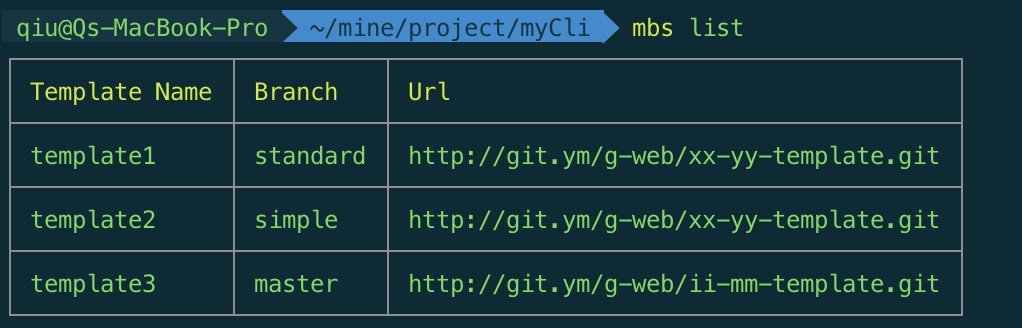 qiu@Qs-MacBook-Pro ~/mine/project/myCli mbs list
Template Name Branch Url
template1 standard http://git.ym/g-web/xx-yy-template.git
template2 simple http://git.ym/g-web/xx-yy-template.git
template3 master http://git.ym/g-web/ii-mm-template.git